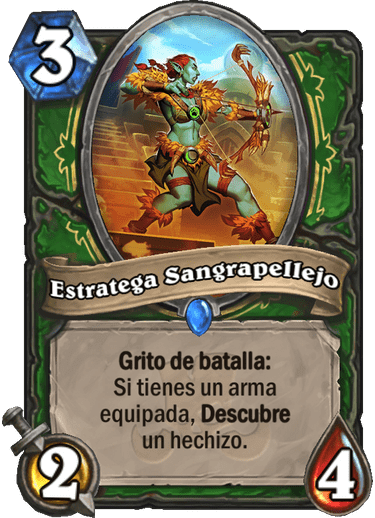 3
Estratega Sangrapellejo
Grito de batalla:
Si tienes un arma
equipada, Descubre
un hechizo.
2
4